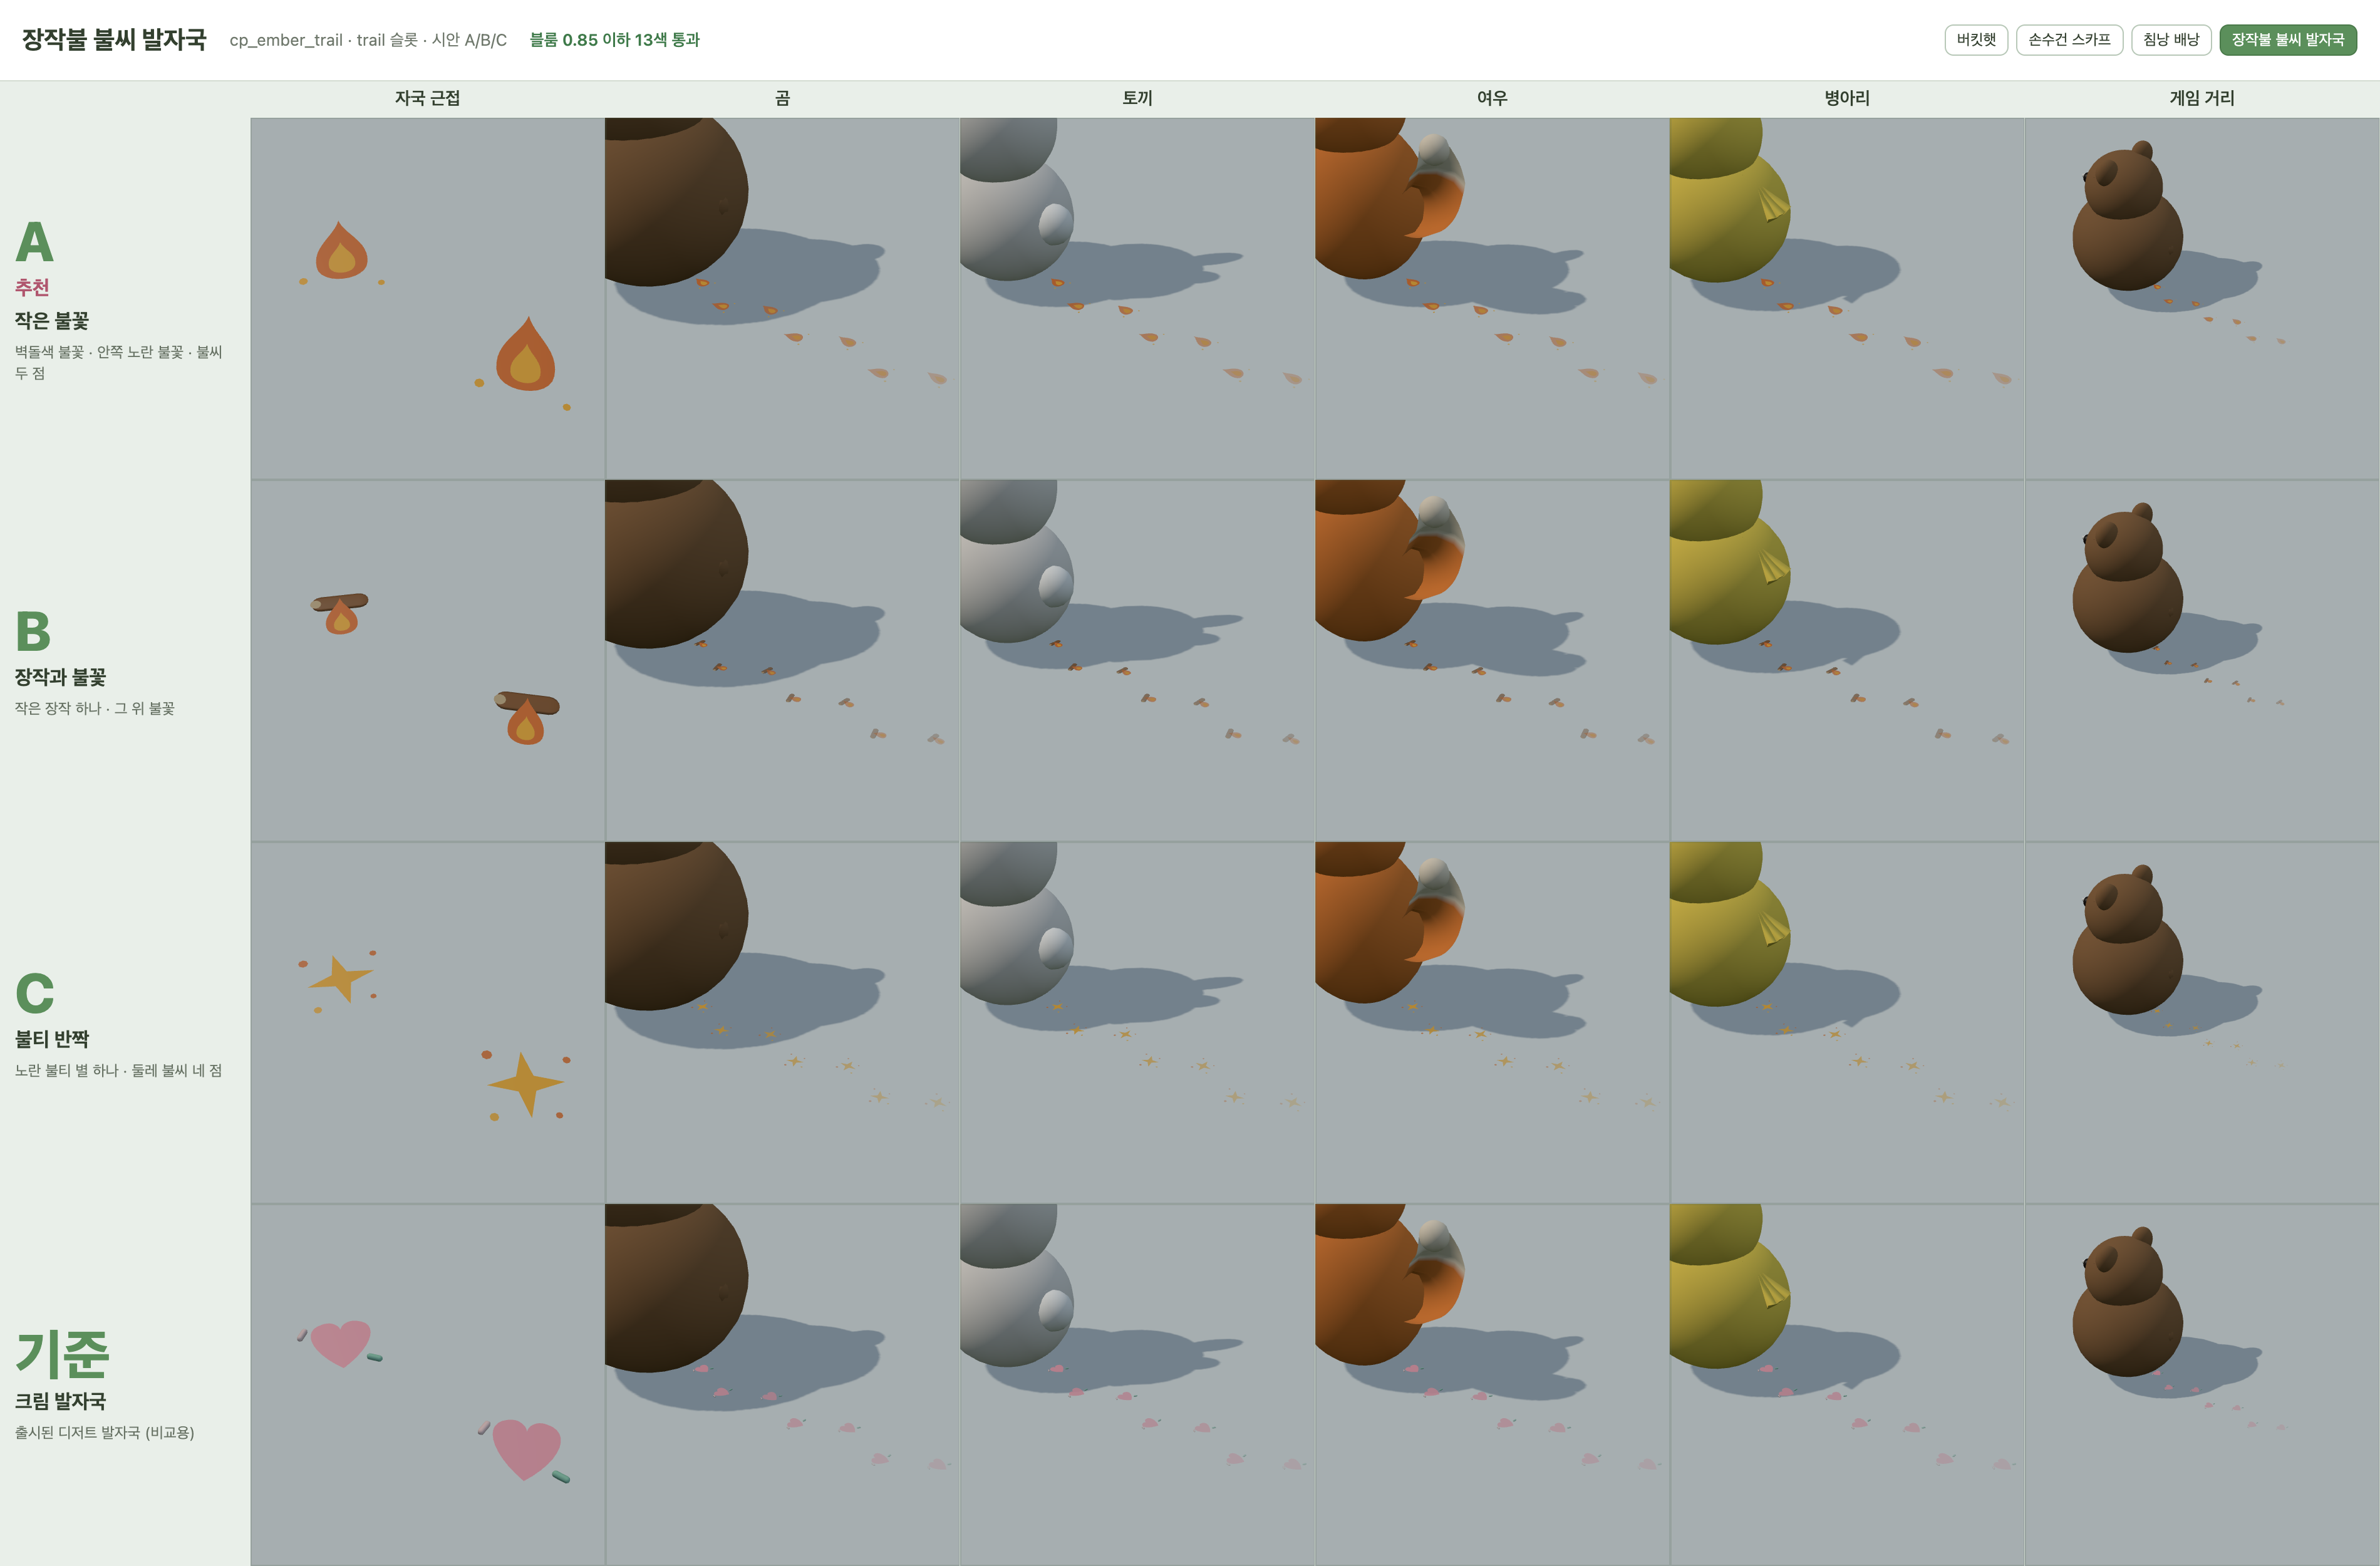 장작불 불씨 발자국 cp_ember_trail · trail 슬롯 · 시안 A/B/C 블룸 0.85 이하 13색 통과 버킷햇 손수건 스카프 침낭 배낭 장작불 불씨 발자국
자국 근접 곰 토끼 여우 병아리 게임 거리
A
추천
작은 불꽃
벽돌색 불꽃 · 안쪽 노란 불꽃 · 불씨
두 점
B
장작과 불꽃
작은 장작 하나 · 그 위 불꽃
C
불티 반짝
노란 불티 별 하나 · 둘레 불씨 네 점
기준
크림 발자국
출시된 디저트 발자국 (비교용)